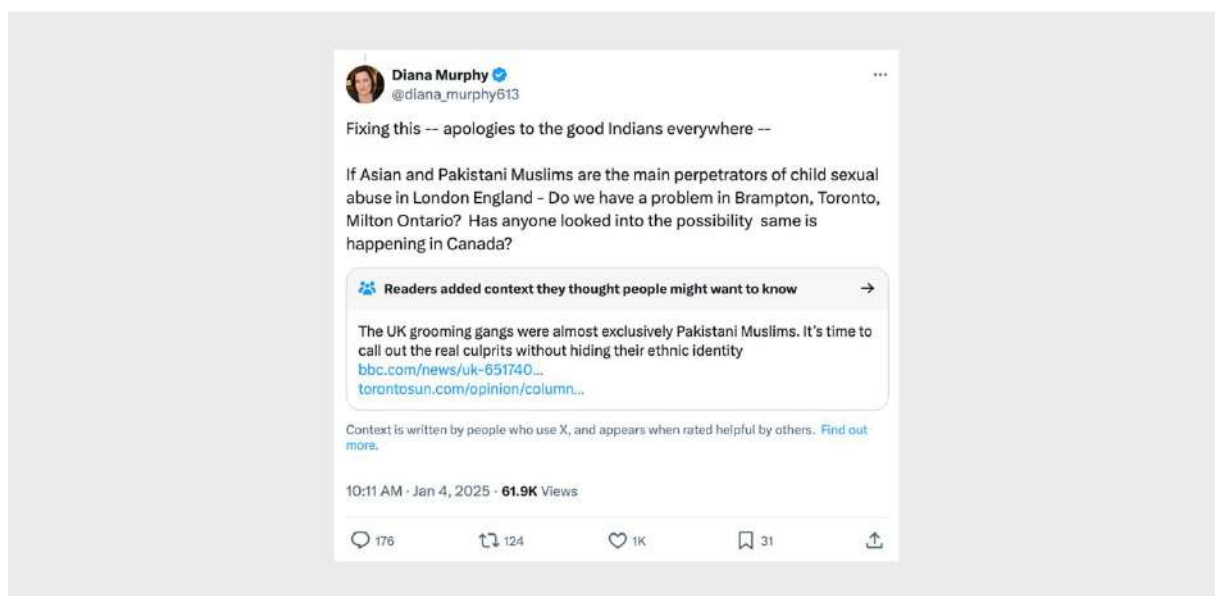 Diana Murphy
@diana_murphy613
Fixing this -- apologies to the good Indians everywhere --
If Asian and Pakistani Muslims are the main perpetrators of child sexual
abuse in London England - Do we have a problem in Brampton, Toronto,
Milton Ontario? Has anyone looked into the possibility same is
happening in Canada?
Readers added context they thought people might want to know
The UK grooming gangs were almost exclusively Pakistani Muslims. It's time to
call out the real culprits without hiding their ethnic identity
bbc.com/news/uk-651740...
torontosun.com/opinion/column...
Context is written by people who use X, and appears when rated helpful by others. Find out
more.
10:11 AM · Jan 4, 2025 · 61.9K Views
176 124 1K 31